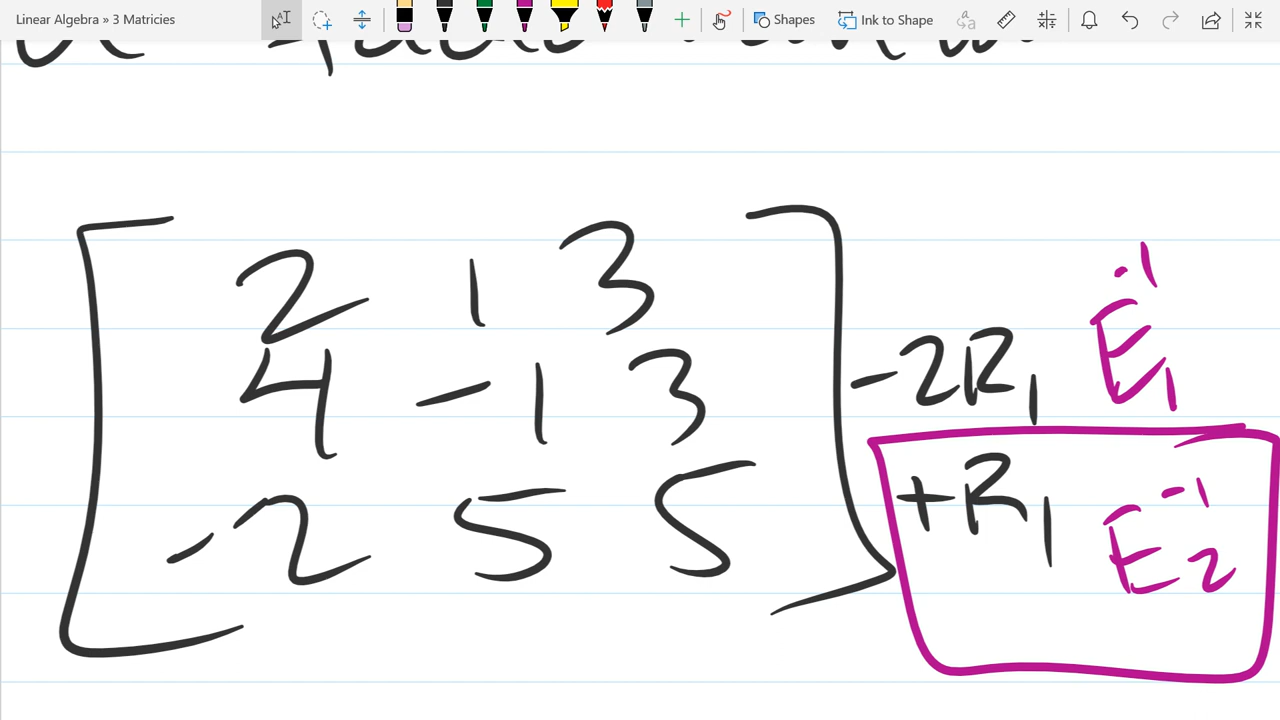 Linear Algebra » 3 Matricies
Shapes
Ink to Shape
2 1 3
4 -1 3 -2R₁ E₁⁻¹
-2 5 5 +R₁ E₂⁻¹